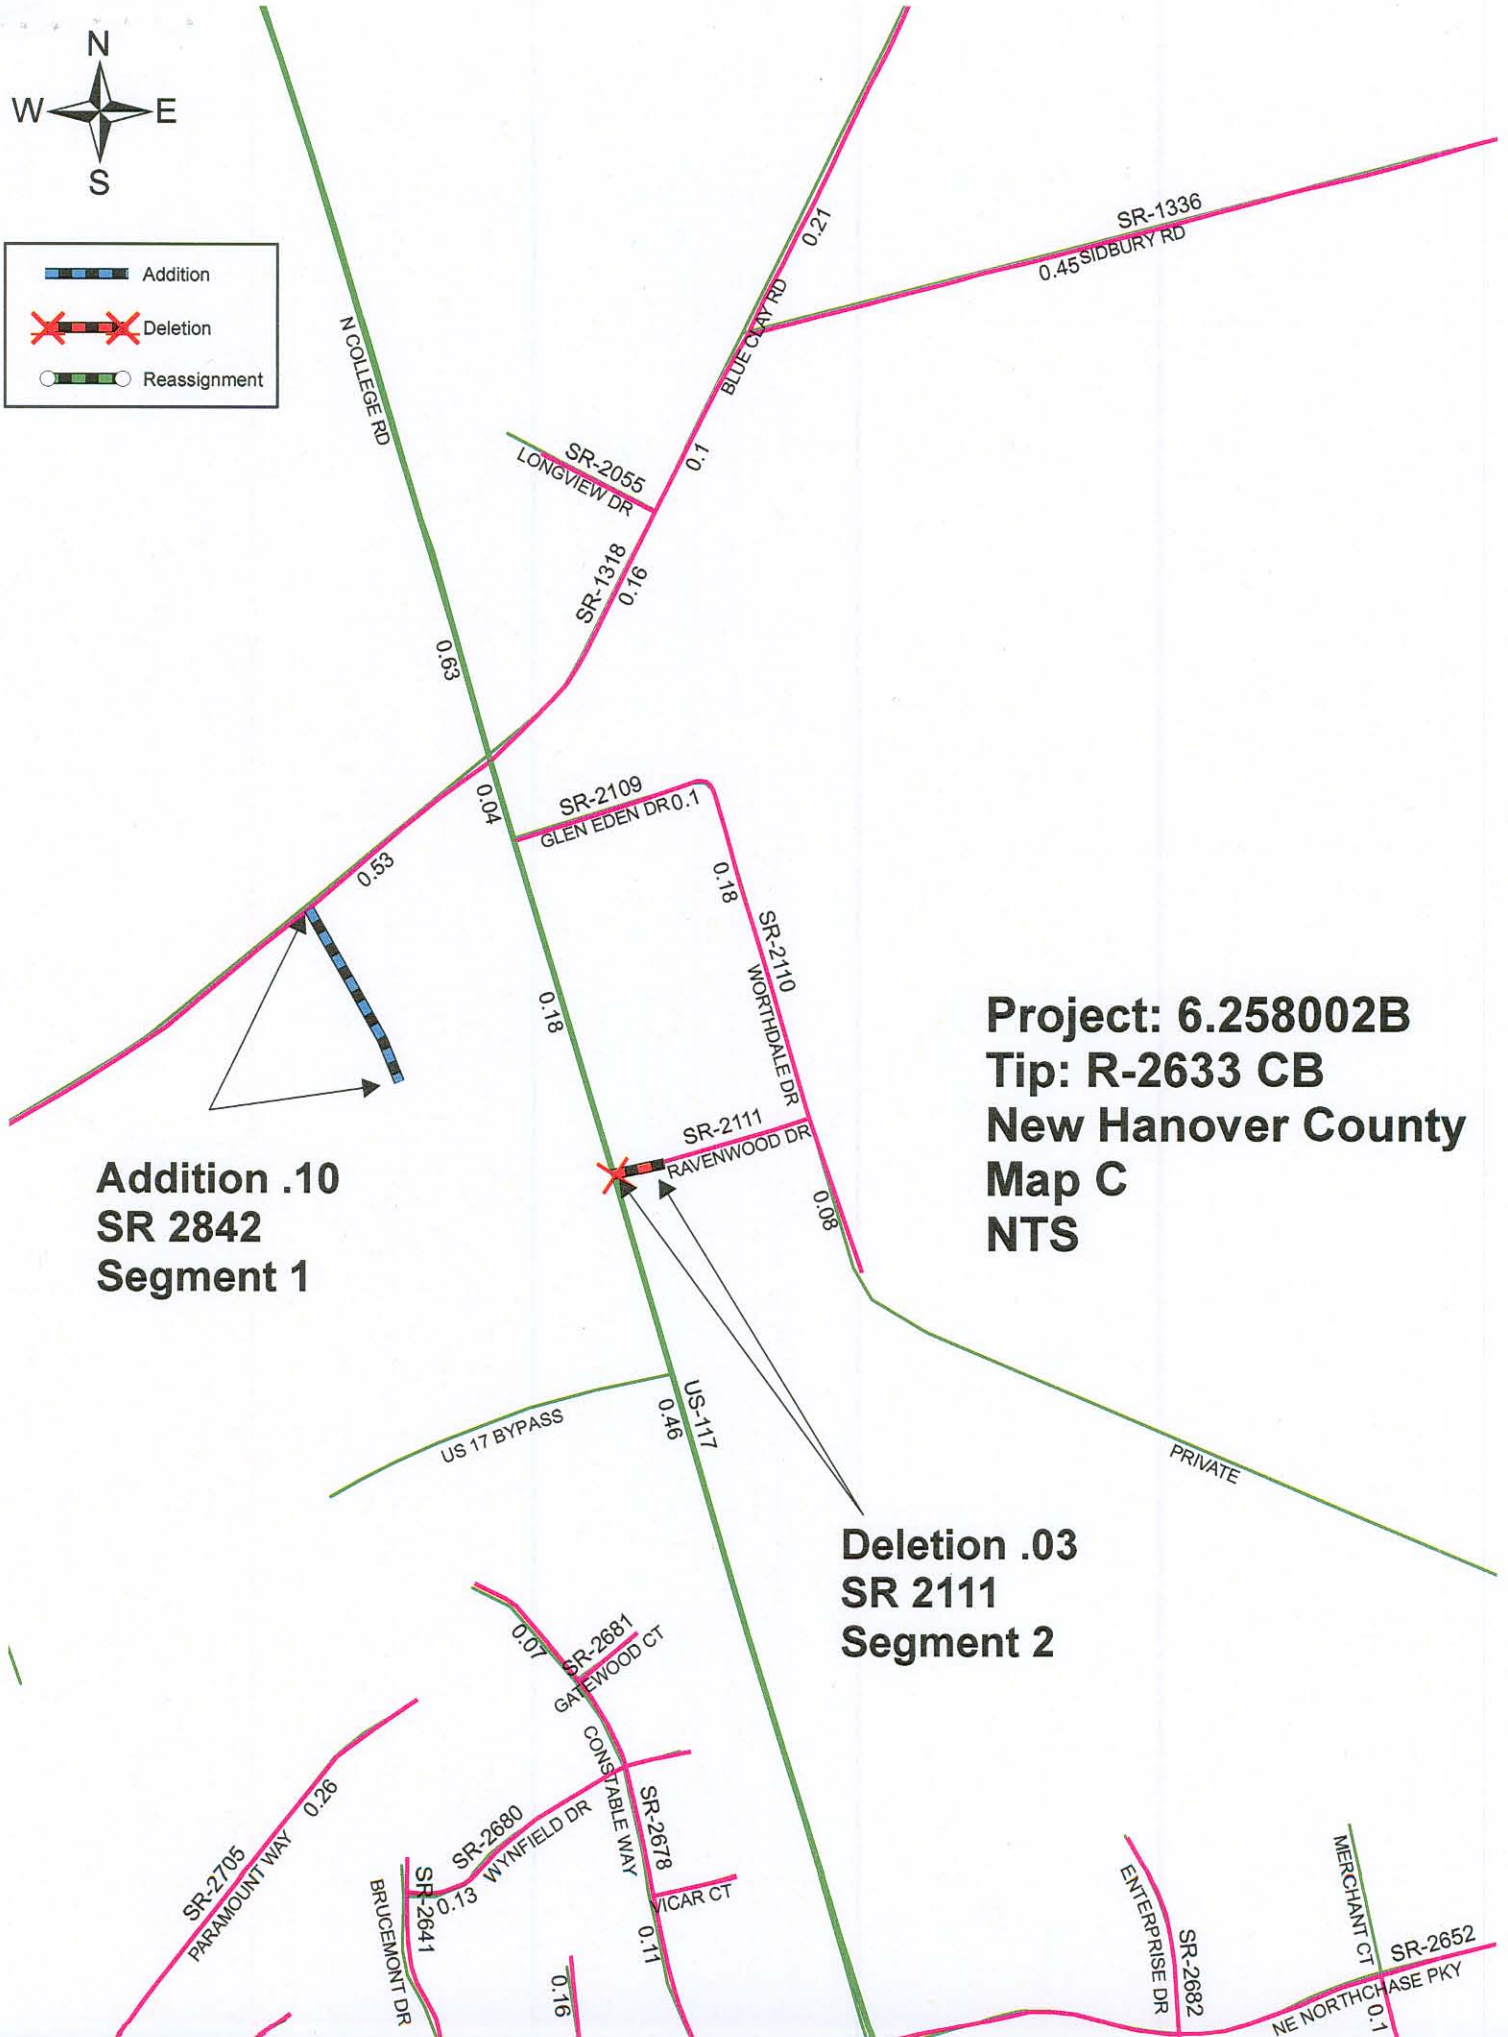 N
W E
S
Addition
Deletion
Reassignment
N COLLEGE RD
0.21
SR-1336
0.45 SIDBURY RD
BLUE CLAY RD
0.1
SR-2055
LONGVIEW DR
SR-1318
0.16
0.63
0.04
SR-2109
GLEN EDEN DR 0.1
0.53
0.18
SR-2110
WORTHDALE DR
0.18
Project: 6.258002B
Tip: R-2633 CB
New Hanover County
Map C
NTS
SR-2111
RAVENWOOD DR
0.08
Addition .10
SR 2842
Segment 1
US-117
0.46
US 17 BYPASS
PRIVATE
Deletion .03
SR 2111
Segment 2
0.07
SR-2681
GATEWOOD CT
CONSTABLE WAY
SR-2678
0.26
SR-2705
PARAMOUNT WAY
SR-2680
WYNFIELD DR
0.13
SR-2641
BRUCEMONT DR
VICAR CT
0.11
0.16
ENTERPRISE DR
SR-2682
MERCHANT CT
SR-2652
NE NORTHCHASE PKY
0.1